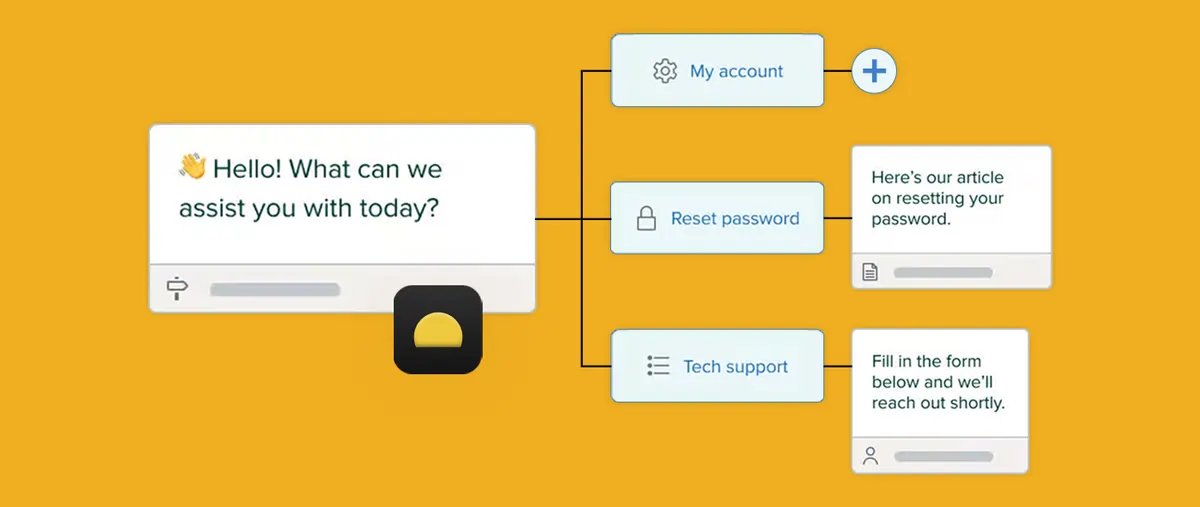 👋 Hello! What can we
assist you with today?
My account
Reset password
Here's our article
on resetting your
password.
Tech support
Fill in the form
below and we'll
reach out shortly.